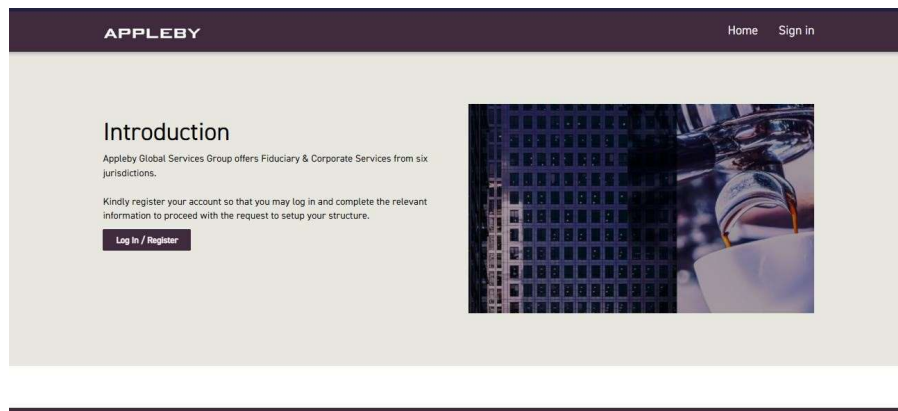 APPLEBY
Home Sign in
Introduction
Appleby Global Services Group offers Fiduciary & Corporate Services from six
jurisdictions.
Kindly register your account so that you may log in and complete the relevant
information to proceed with the request to setup your structure.
Log In / Register